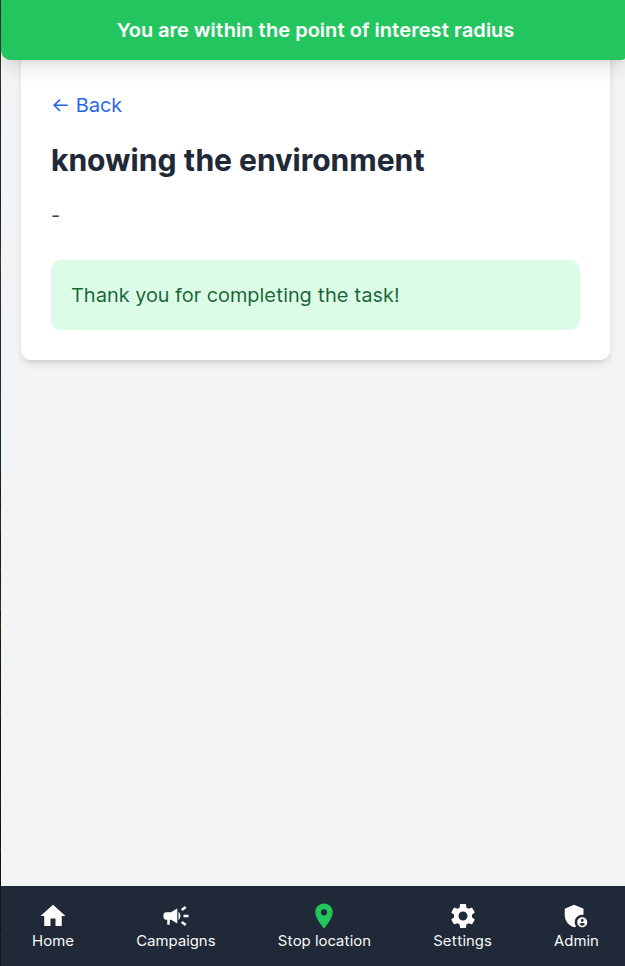 You are within the point of interest radius
← Back
knowing the environment
-
Thank you for completing the task!
Home
Campaigns
Stop location
Settings
Admin